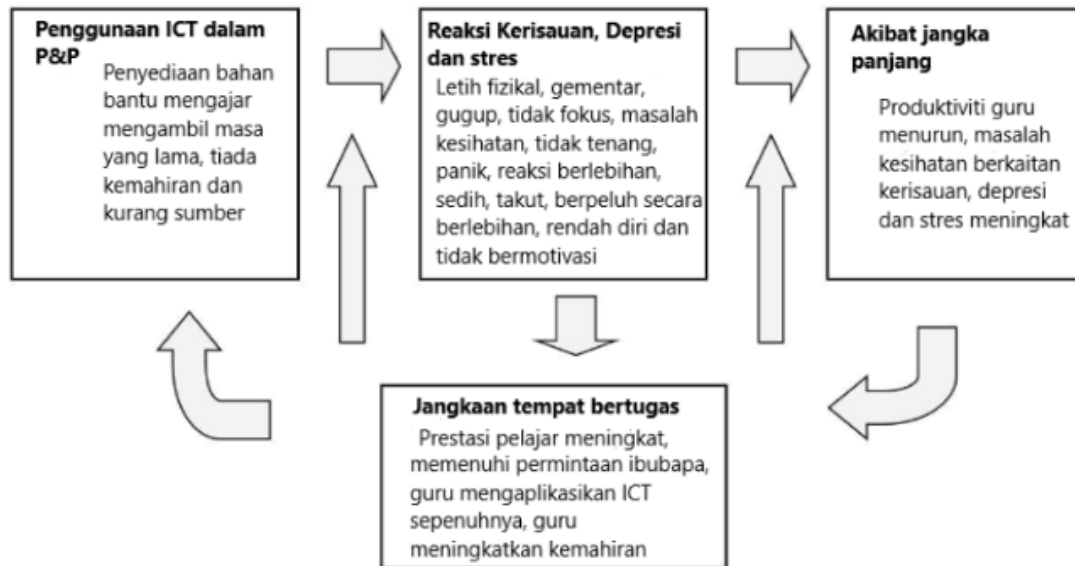 Penggunaan ICT dalam
P&P
Penyediaan bahan
bantu mengajar
mengambil masa
yang lama, tiada
kemahiran dan
kurang sumber
Reaksi Kerisauan, Depresi
dan stres
Letih fizikal, gementar,
gugup, tidak fokus, masalah
kesihatan, tidak tenang,
panik, reaksi berlebihan,
sedih, takut, berpeluh secara
berlebihan, rendah diri dan
tidak bermotivasi
Akibat jangka
panjang
Produktiviti guru
menurun, masalah
kesihatan berkaitan
kerisauan, depresi
dan stres meningkat
Jangkaan tempat bertugas
Prestasi pelajar meningkat,
memenuhi permintaan ibubapa,
guru mengaplikasikan ICT
sepenuhnya, guru
meningkatkan kemahiran